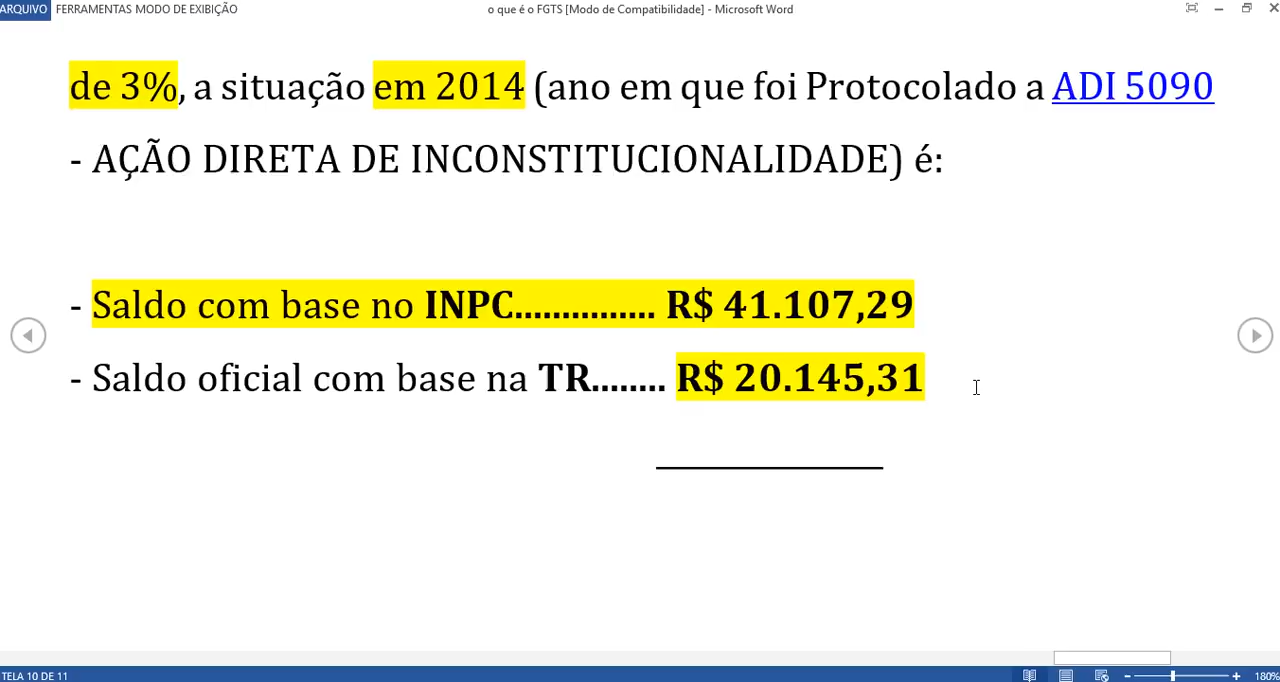 ARQUIVO FERRAMENTAS MODO DE EXIBIÇÃO o que é o FGTS [Modo de Compatibilidade] - Microsoft Word
de 3%, a situação em 2014 (ano em que foi Protocolado a ADI 5090
- AÇÃO DIRETA DE INCONSTITUCIONALIDADE) é:
- Saldo com base no INPC............... R$ 41.107,29
- Saldo oficial com base na TR........ R$ 20.145,31
TELA 10 DE 11 180%